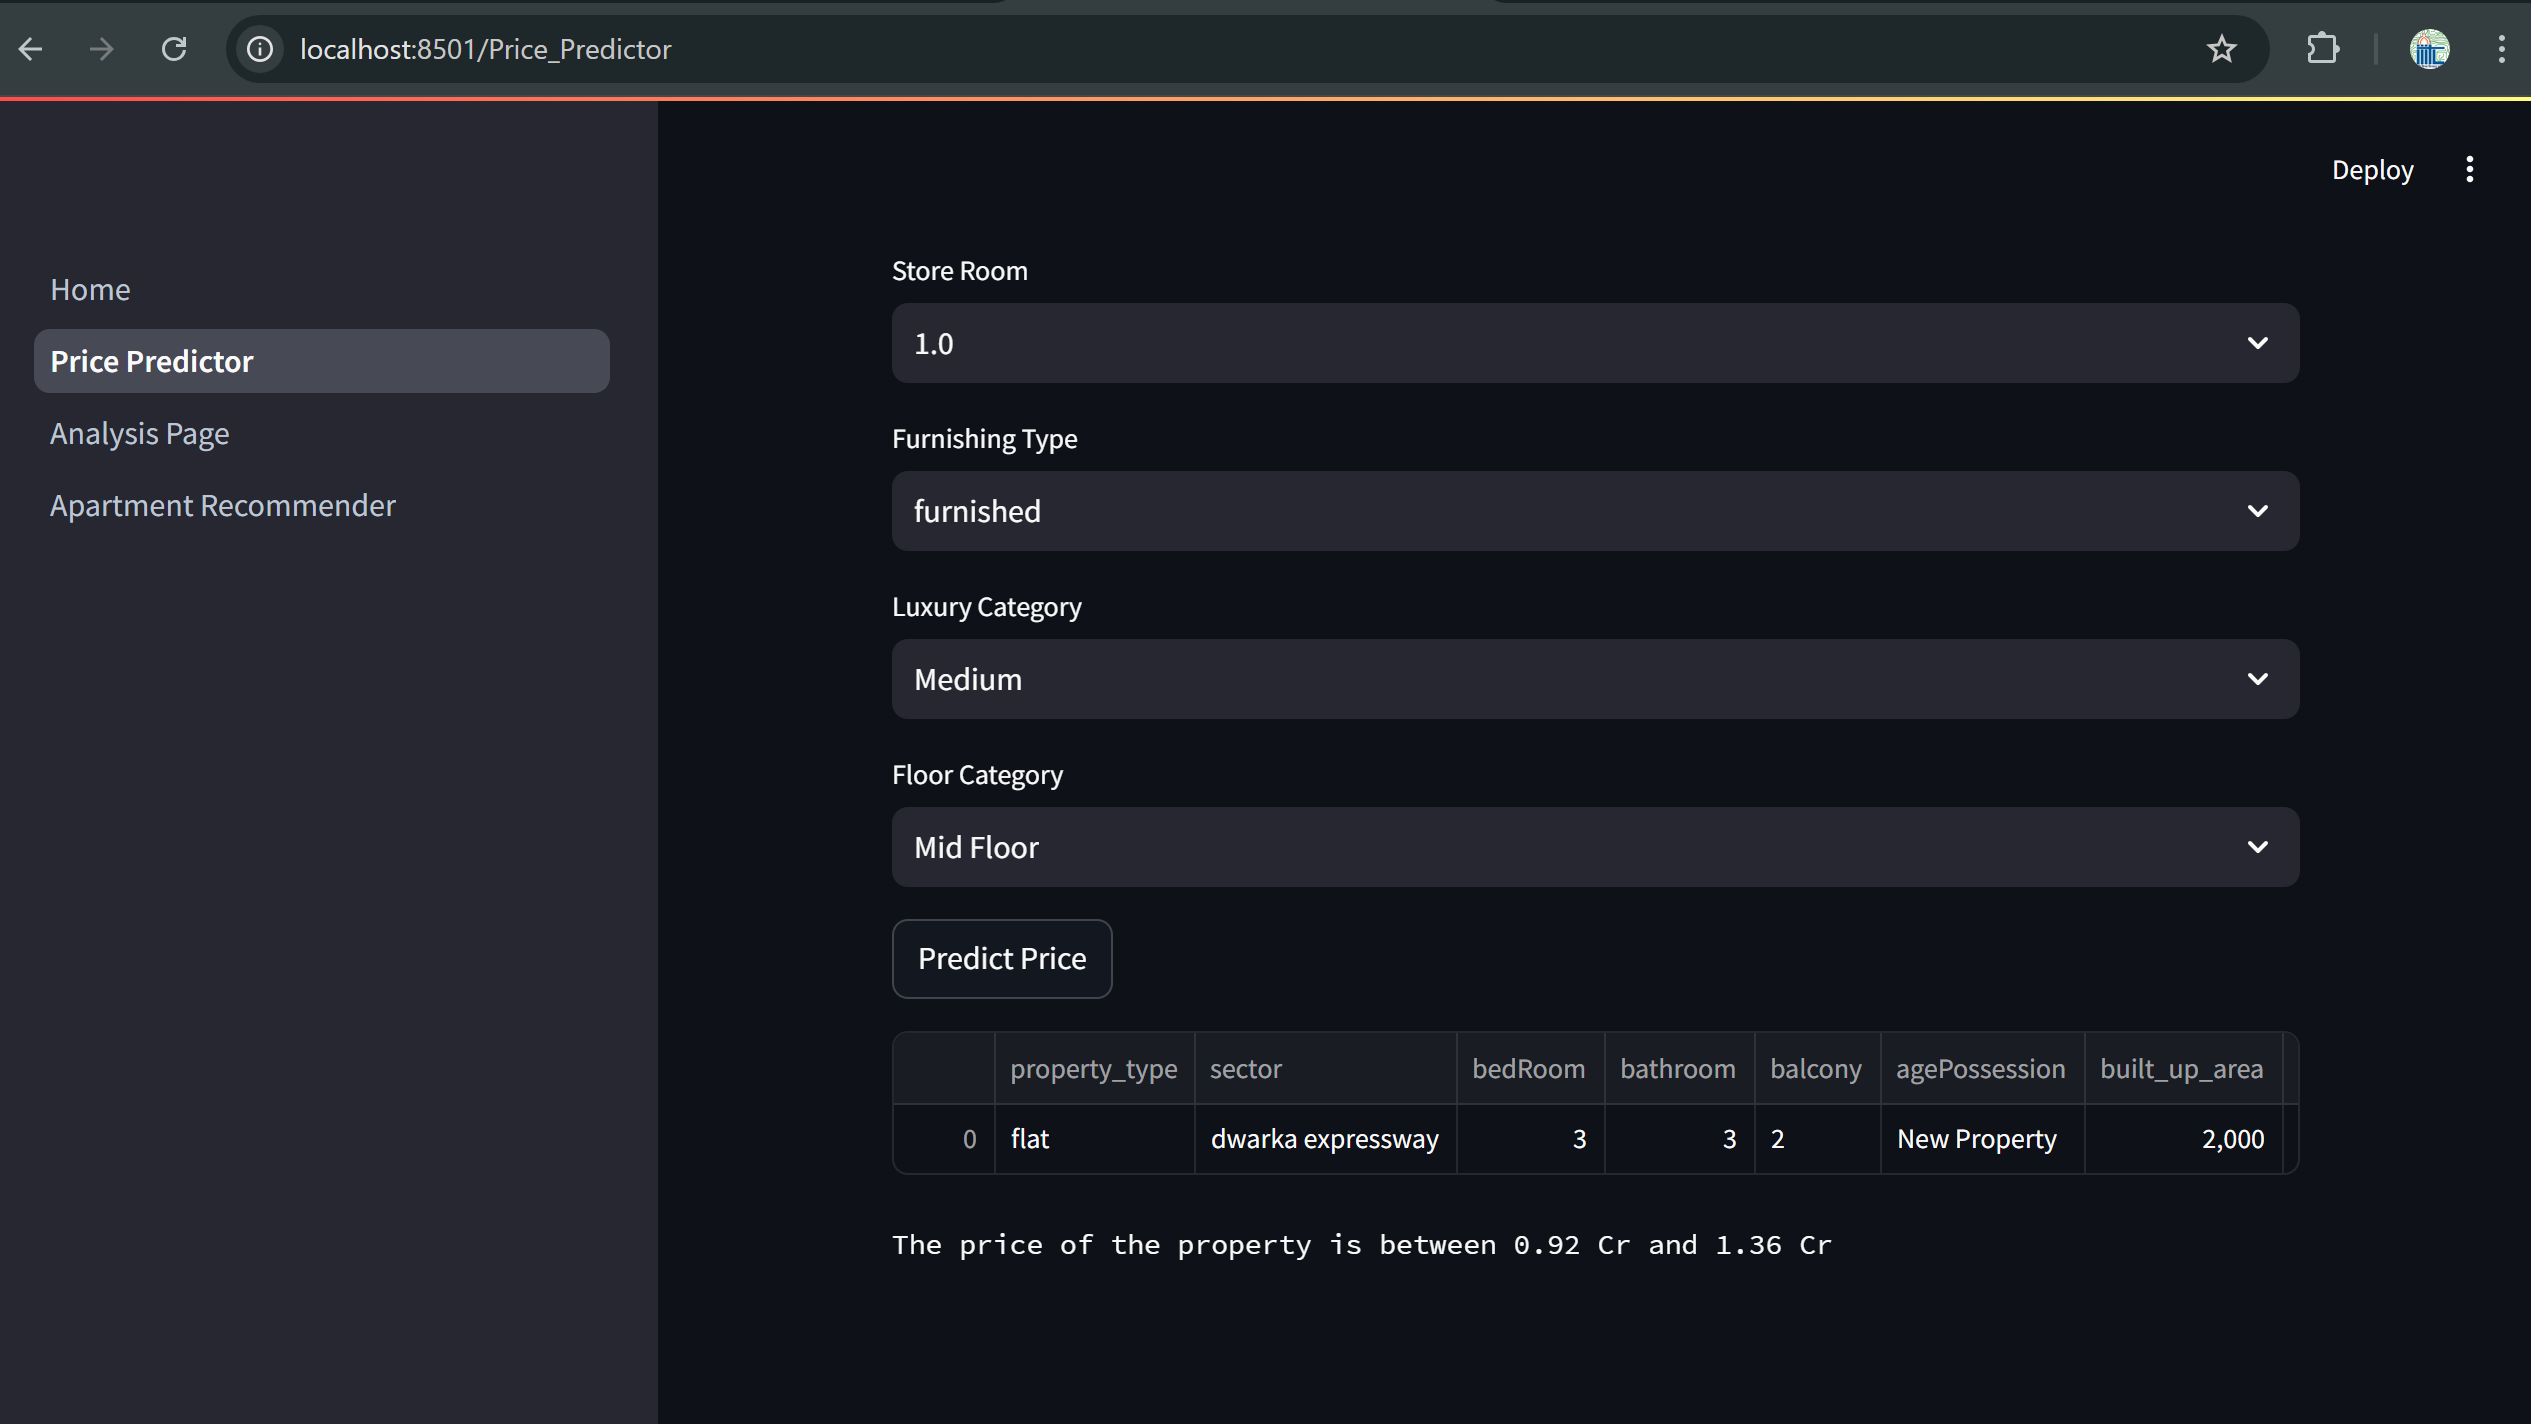 localhost:8501/Price_Predictor
Deploy
Home
Price Predictor
Analysis Page
Apartment Recommender
Store Room
1.0
Furnishing Type
furnished
Luxury Category
Medium
Floor Category
Mid Floor
Predict Price
property_type sector bedRoom bathroom balcony agePossession built_up_area
0 flat dwarka expressway 3 3 2 New Property 2,000
The price of the property is between 0.92 Cr and 1.36 Cr